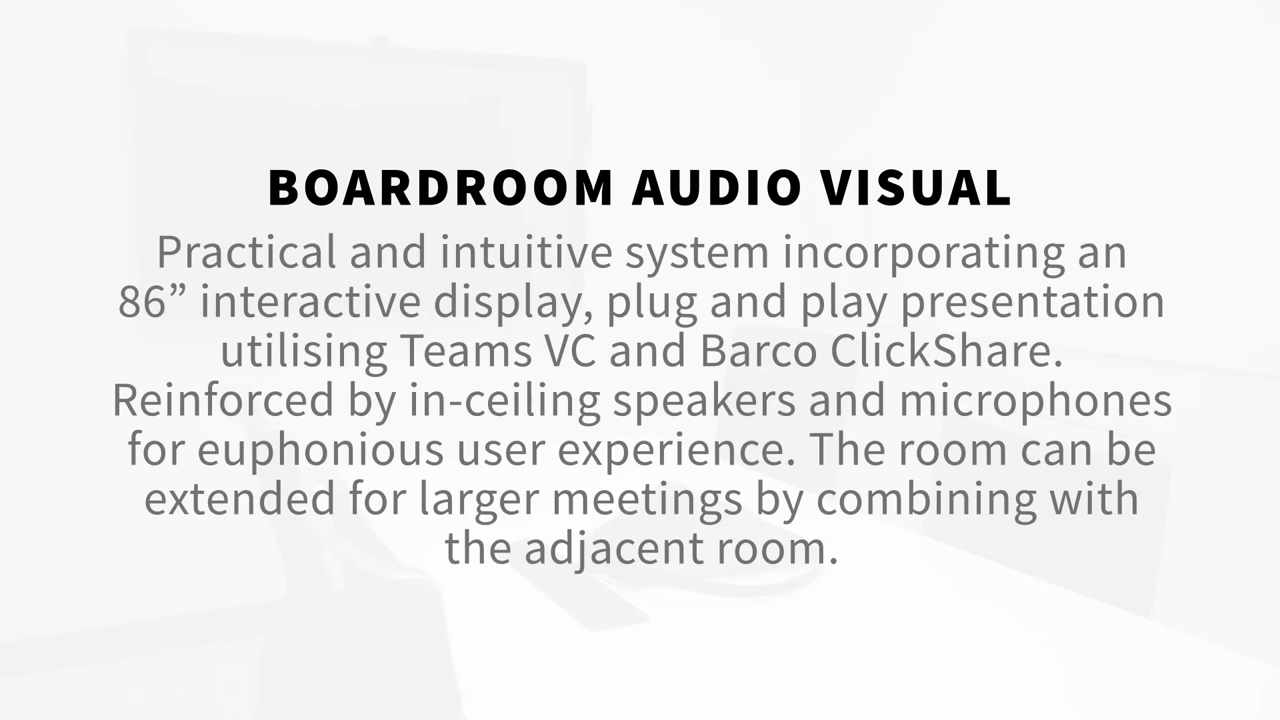 BOARDROOM AUDIO VISUAL
Practical and intuitive system incorporating an
86” interactive display, plug and play presentation
utilising Teams VC and Barco ClickShare.
Reinforced by in-ceiling speakers and microphones
for euphonious user experience. The room can be
extended for larger meetings by combining with
the adjacent room.